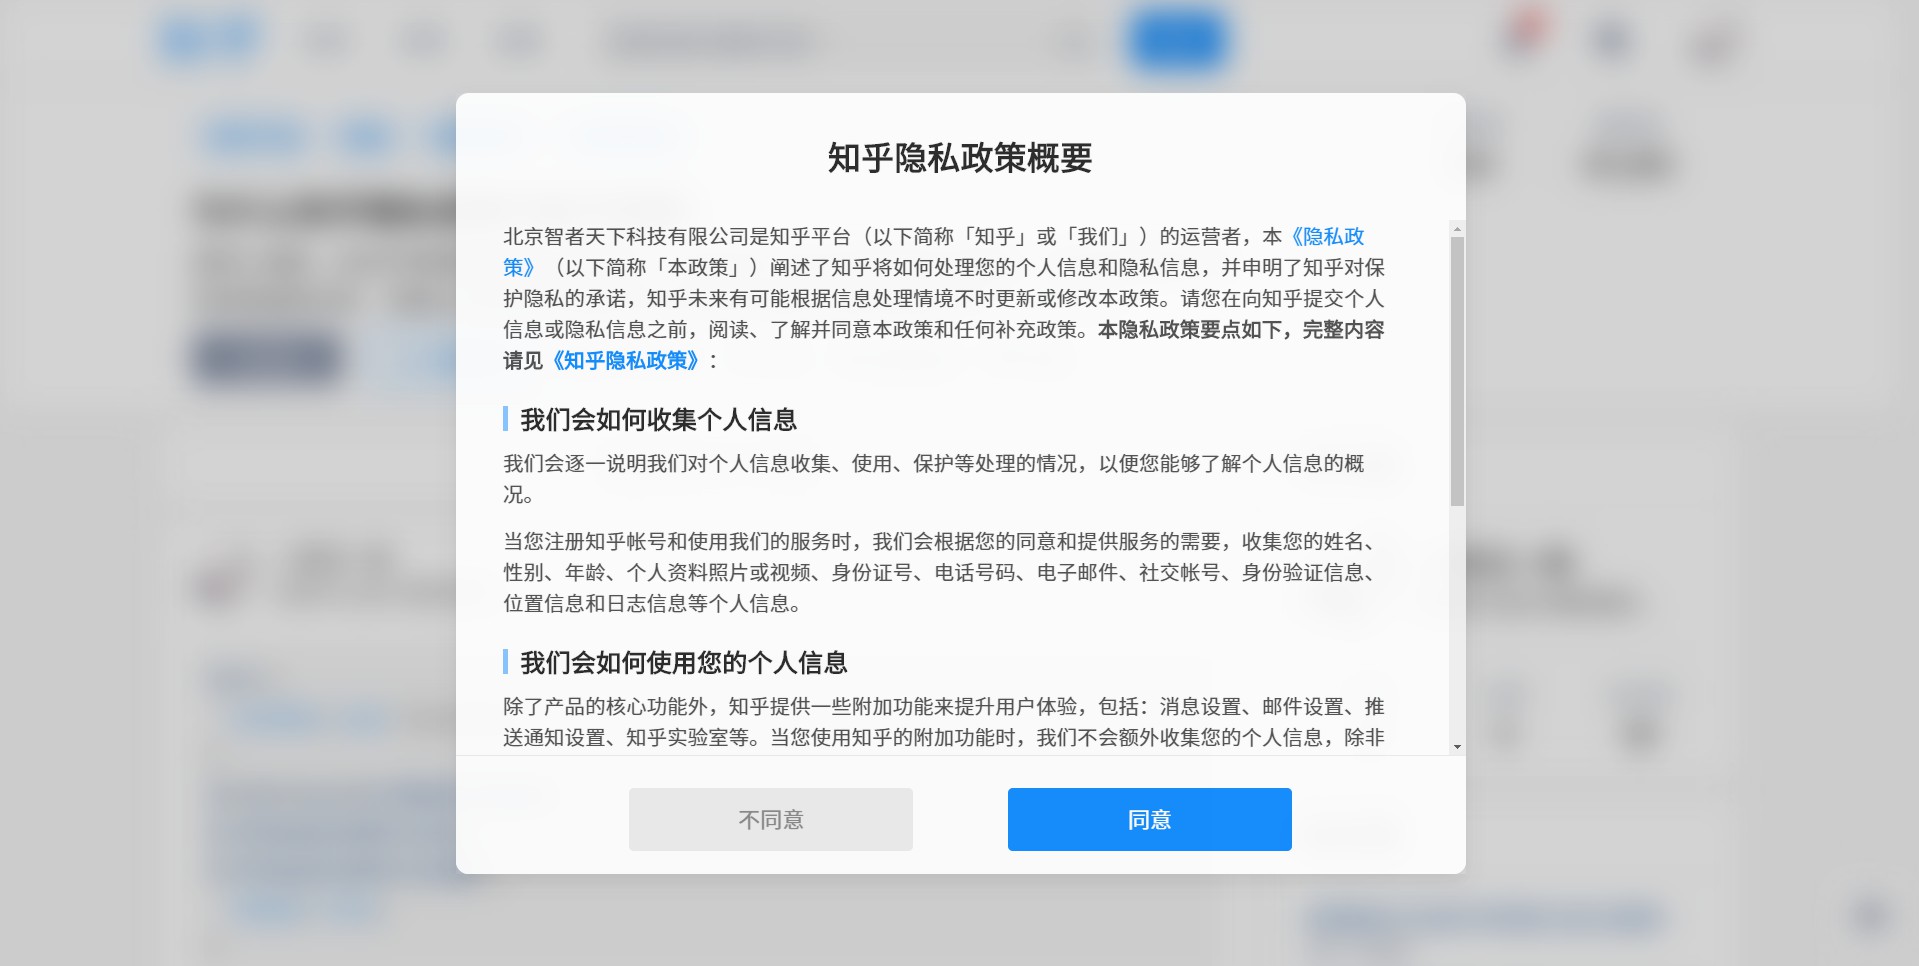 知乎隐私政策概要
北京智者天下科技有限公司是知乎平台（以下简称「知乎」或「我们」）的运营者，本《隐私政
策》（以下简称「本政策」）阐述了知乎将如何处理您的个人信息和隐私信息，并申明了知乎对保
护隐私的承诺，知乎未来有可能根据信息处理情境不时更新或修改本政策。请您在向知乎提交个人
信息或隐私信息之前，阅读、了解并同意本政策和任何补充政策。本隐私政策要点如下，完整内容
请见《知乎隐私政策》：
我们会如何收集个人信息
我们会逐一说明我们对个人信息收集、使用、保护等处理的情况，以便您能够了解个人信息的概
况。
当您注册知乎帐号和使用我们的服务时，我们会根据您的同意和提供服务的需要，收集您的姓名、
性别、年龄、个人资料照片或视频、身份证号、电话号码、电子邮件、社交帐号、身份验证信息、
位置信息和日志信息等个人信息。
我们会如何使用您的个人信息
除了产品的核心功能外，知乎提供一些附加功能来提升用户体验，包括：消息设置、邮件设置、推
送通知设置、知乎实验室等。当您使用知乎的附加功能时，我们不会额外收集您的个人信息，除非
不同意
同意